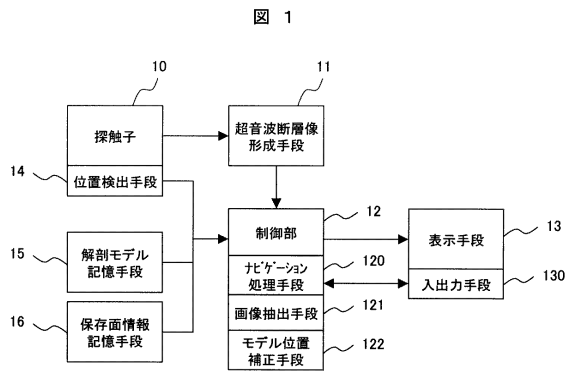 図 1
10
11
探触子
超音波断層像
形成手段
14
位置検出手段
12
13
制御部
表示手段
15
解剖モデル
記憶手段
120
ナビゲーション
処理手段
入出力手段
130
121
画像抽出手段
16
保存面情報
記憶手段
モデル位置
補正手段
122